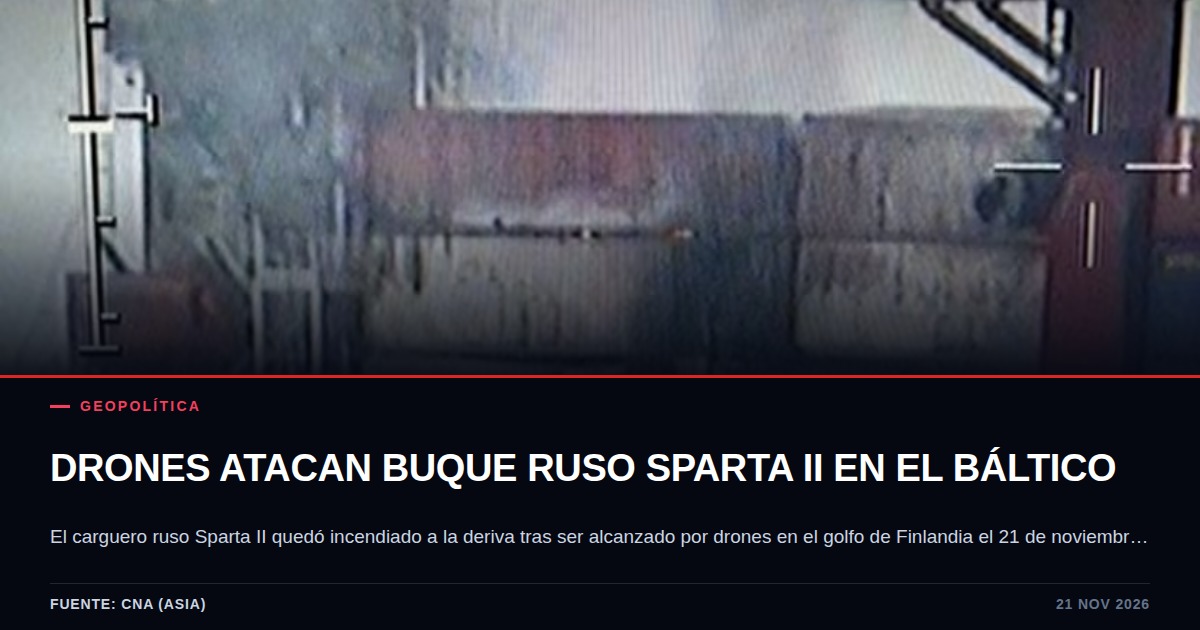 GEOPOLÍTICA
DRONES ATACAN BUQUE RUSO SPARTA II EN EL BÁLTICO
El carguero ruso Sparta II quedó incendiado a la deriva tras ser alcanzado por drones en el golfo de Finlandia el 21 de noviembr…
FUENTE: CNA (ASIA)
21 NOV 2026